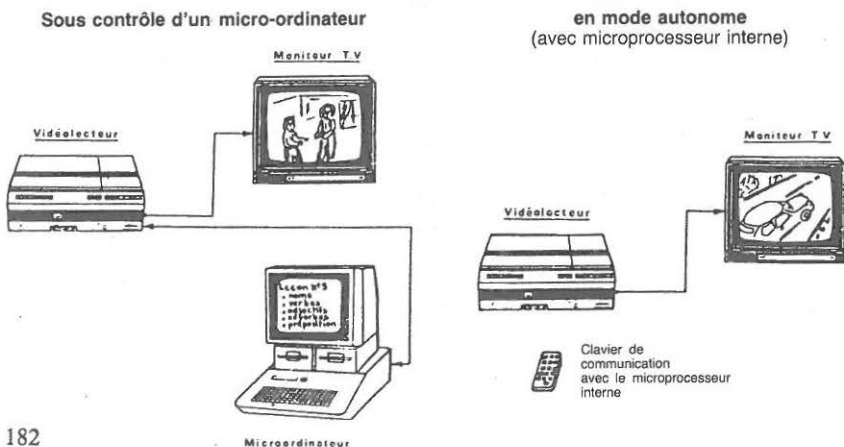 Sous contrôle d'un micro-ordinateur
Moniteur T.V
Vidéolecteur
Leçon n°5
• noms
• verbes
• adjectifs
• adverbes
• préposition
Microordinateur
en mode autonome
(avec microprocesseur interne)
Moniteur T V
Vidéolecteur
Clavier de
communication
avec le microprocesseur
interne
182